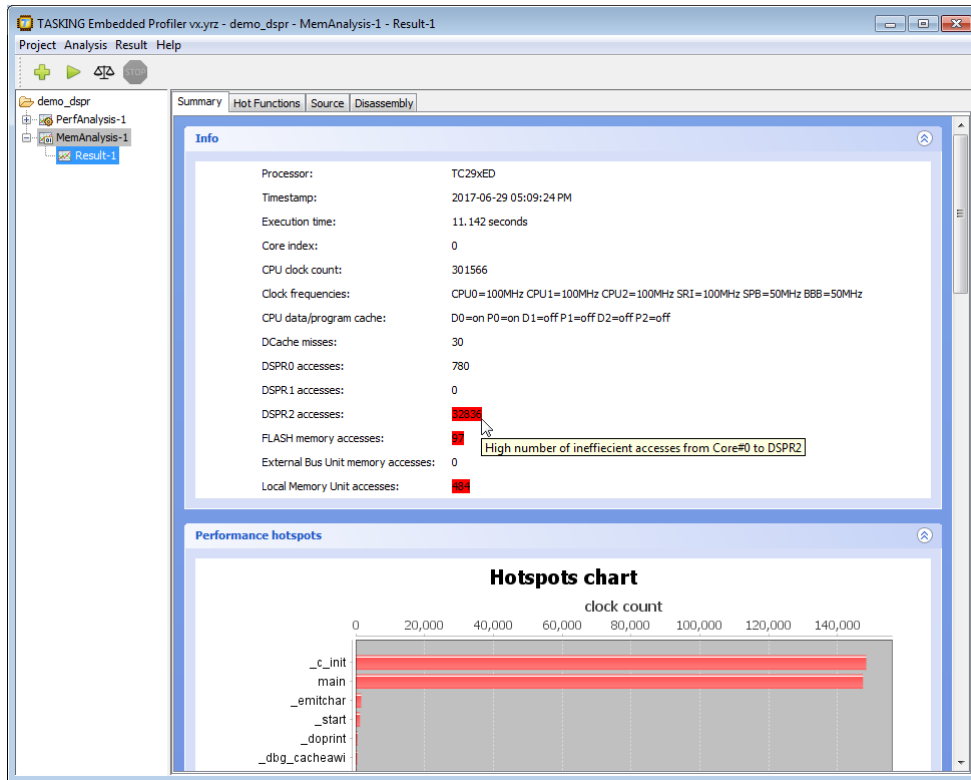 TASKING Embedded Profiler vx.yrz - demo_dspr - MemAnalysis-1 - Result-1
Project Analysis Result Help
STOP
demo_dspr
PerfAnalysis-1
MemAnalysis-1
Result-1
Summary Hot Functions Source Disassembly
Info
Processor: TC29xED
Timestamp: 2017-06-29 05:09:24 PM
Execution time: 11.142 seconds
Core index: 0
CPU clock count: 301566
Clock frequencies: CPU0=100MHz CPU1=100MHz CPU2=100MHz SRI=100MHz SPB=50MHz BBB=50MHz
CPU data/program cache: D0=on P0=on D1=off P1=off D2=off P2=off
DCache misses: 30
DSPR0 accesses: 780
DSPR1 accesses: 0
DSPR2 accesses: 32836
FLASH memory accesses: 97
High number of ineffiecient accesses from Core#0 to DSPR2
External Bus Unit memory accesses: 0
Local Memory Unit accesses: 484
Performance hotspots
Hotspots chart
clock count
0 20,000 40,000 60,000 80,000 100,000 120,000 140,000
_c_init
main
_emitchar
_start
_doprint
_dbg_cacheawi